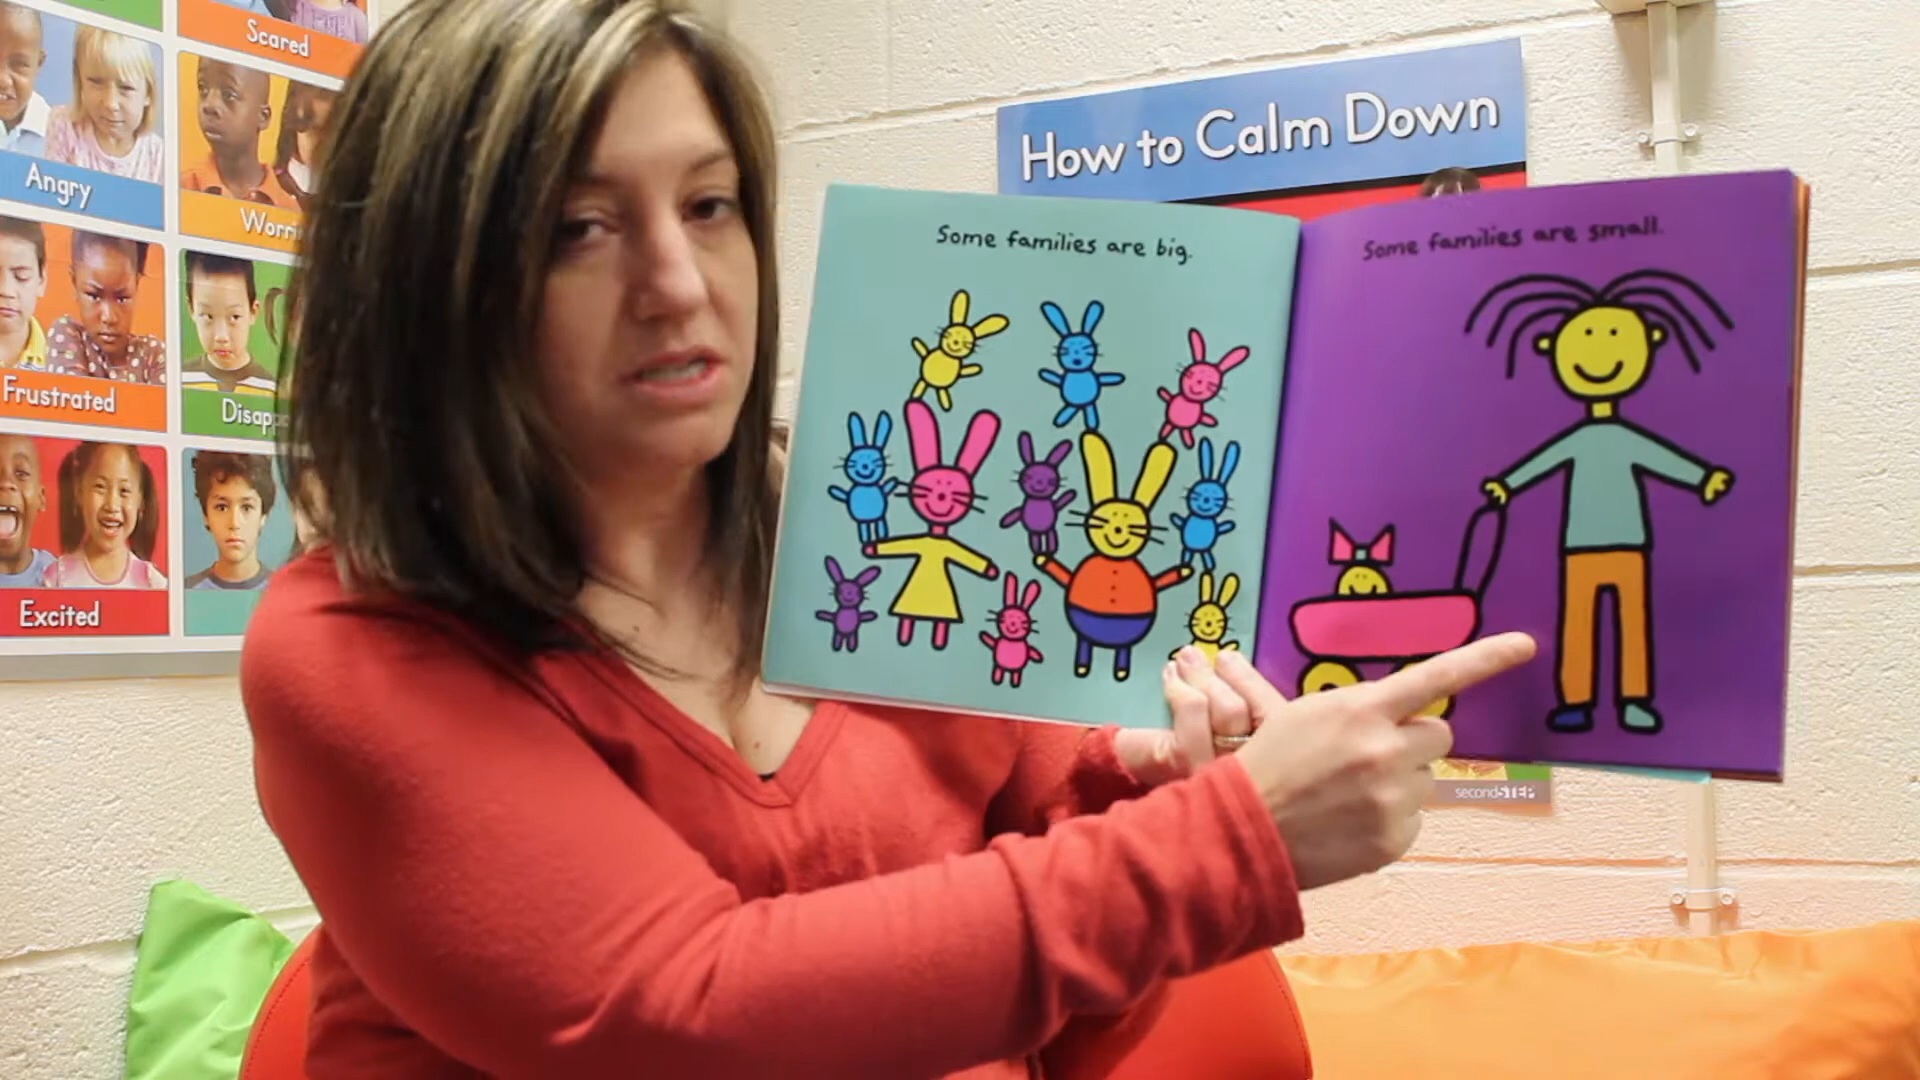 Scared
Angry
Frustrated
Excited
How to Calm Down
Some families are big.
Some families are small.
secondSTEP